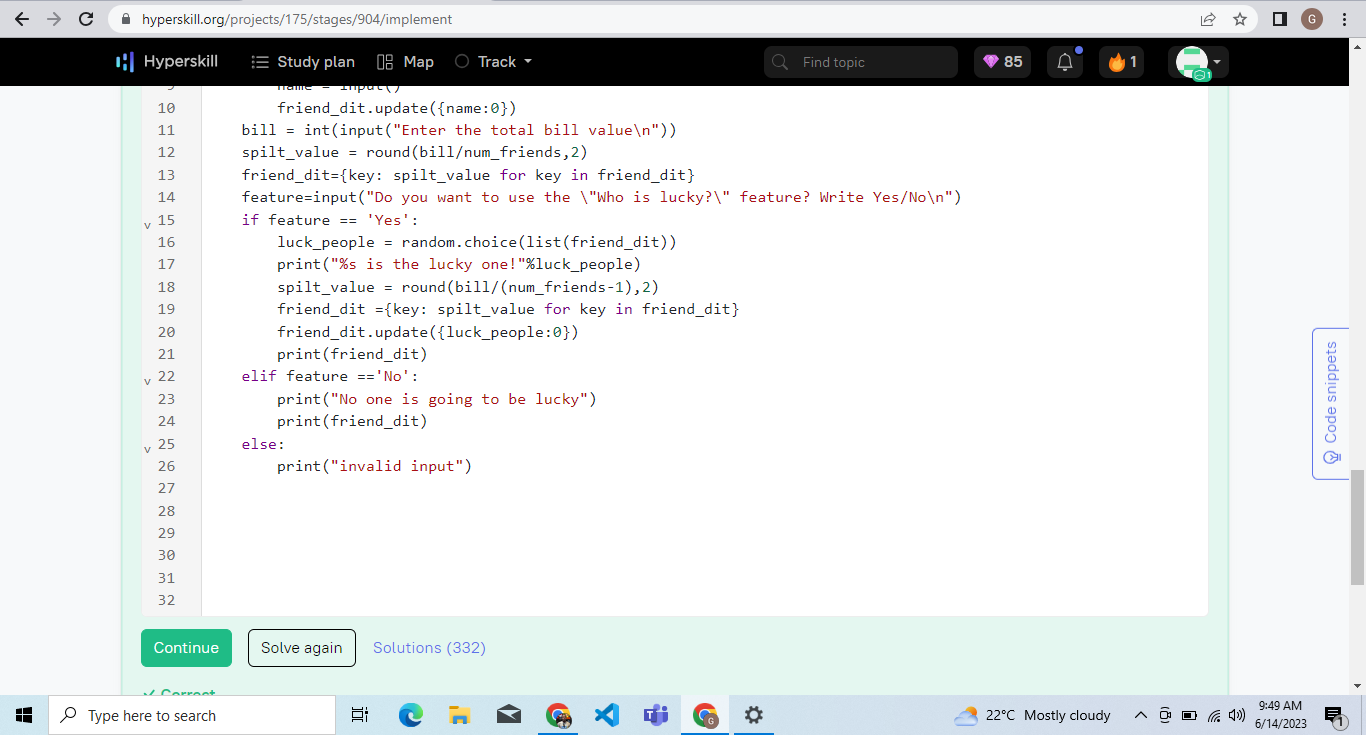 hyperskill.org/projects/175/stages/904/implement
G
Hyperskill
Study plan
Map
Track
Find topic
85
1
1
9 name = input()
10 friend_dit.update({name:0})
11 bill = int(input("Enter the total bill value\n"))
12 spilt_value = round(bill/num_friends,2)
13 friend_dit={key: spilt_value for key in friend_dit}
14 feature=input("Do you want to use the \"Who is lucky?\" feature? Write Yes/No\n")
15 if feature == 'Yes':
16 luck_people = random.choice(list(friend_dit))
17 print("%s is the lucky one!"%luck_people)
18 spilt_value = round(bill/(num_friends-1),2)
19 friend_dit ={key: spilt_value for key in friend_dit}
20 friend_dit.update({luck_people:0})
21 print(friend_dit)
22 elif feature =='No':
23 print("No one is going to be lucky")
24 print(friend_dit)
25 else:
26 print("invalid input")
27
28
29
30
31
32
Code snippets
Continue
Solve again
Solutions (332)
Correct
Type here to search
G
22°C Mostly cloudy
9:49 AM
6/14/2023
1